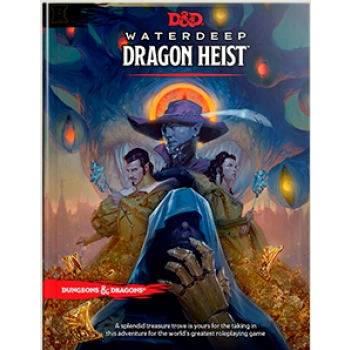 D&D
WATERDEEP
DRAGON HEIST
DUNGEONS & DRAGONS
A splendid treasure trove is yours for the taking in
this adventure for the world's greatest roleplaying game